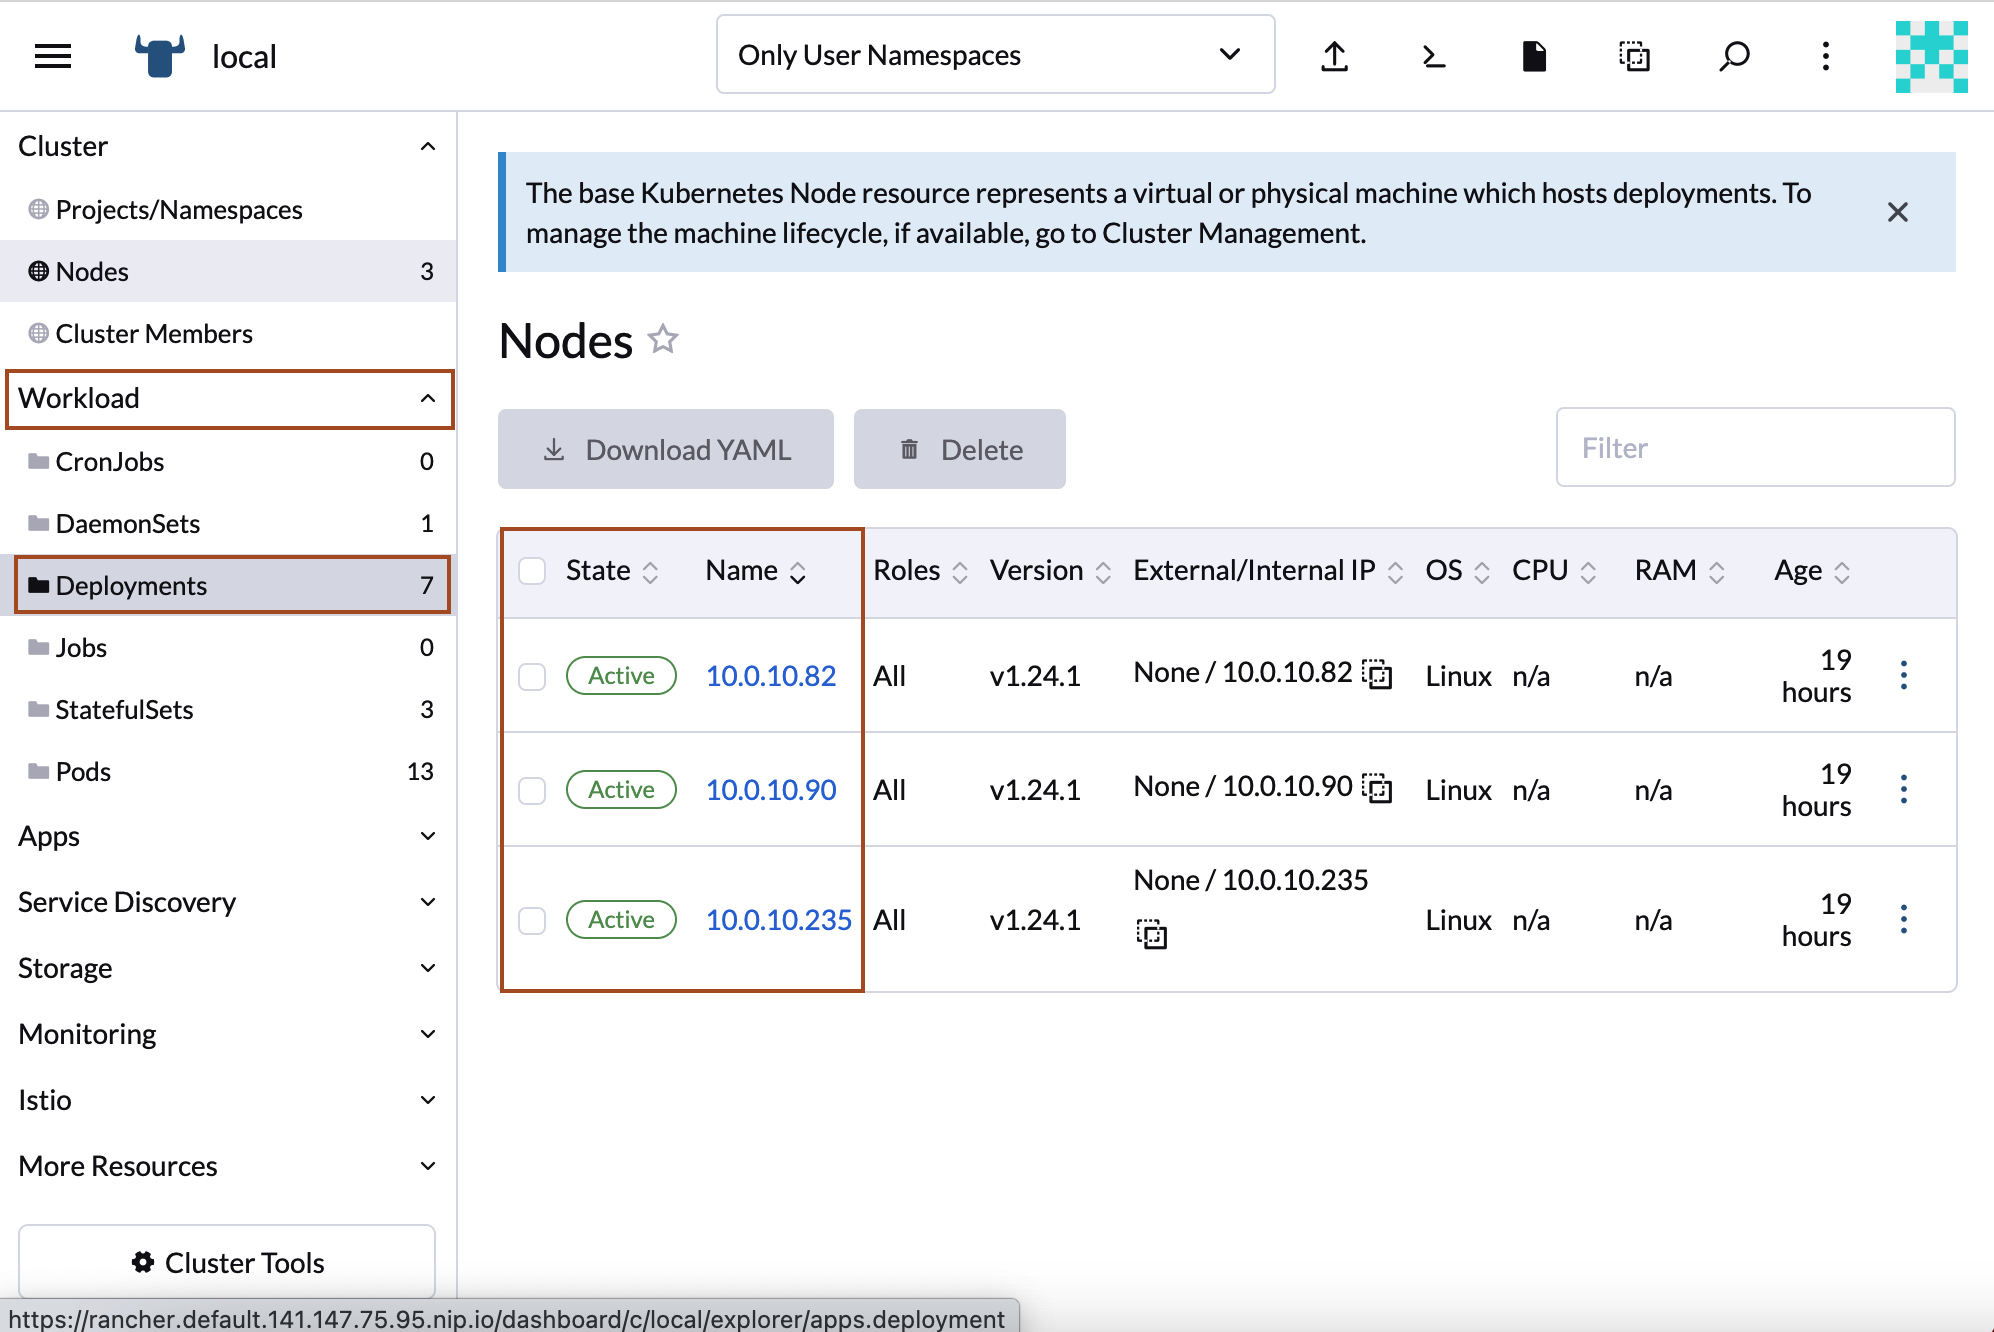 local
Only User Namespaces
Cluster
Projects/Namespaces
Nodes 3
Cluster Members
Workload
CronJobs 0
DaemonSets 1
Deployments 7
Jobs 0
StatefulSets 3
Pods 13
Apps
Service Discovery
Storage
Monitoring
Istio
More Resources
Cluster Tools
The base Kubernetes Node resource represents a virtual or physical machine which hosts deployments. To
manage the machine lifecycle, if available, go to Cluster Management.
Nodes
Download YAML Delete Filter
State Name Roles Version External/Internal IP OS CPU RAM Age
Active 10.0.10.82 All v1.24.1 None / 10.0.10.82 Linux n/a n/a 19
hours
Active 10.0.10.90 All v1.24.1 None / 10.0.10.90 Linux n/a n/a 19
hours
Active 10.0.10.235 All v1.24.1 None / 10.0.10.235 Linux n/a n/a 19
hours
https://rancher.default.141.147.75.95.nip.io/dashboard/c/local/explorer/apps.deployment